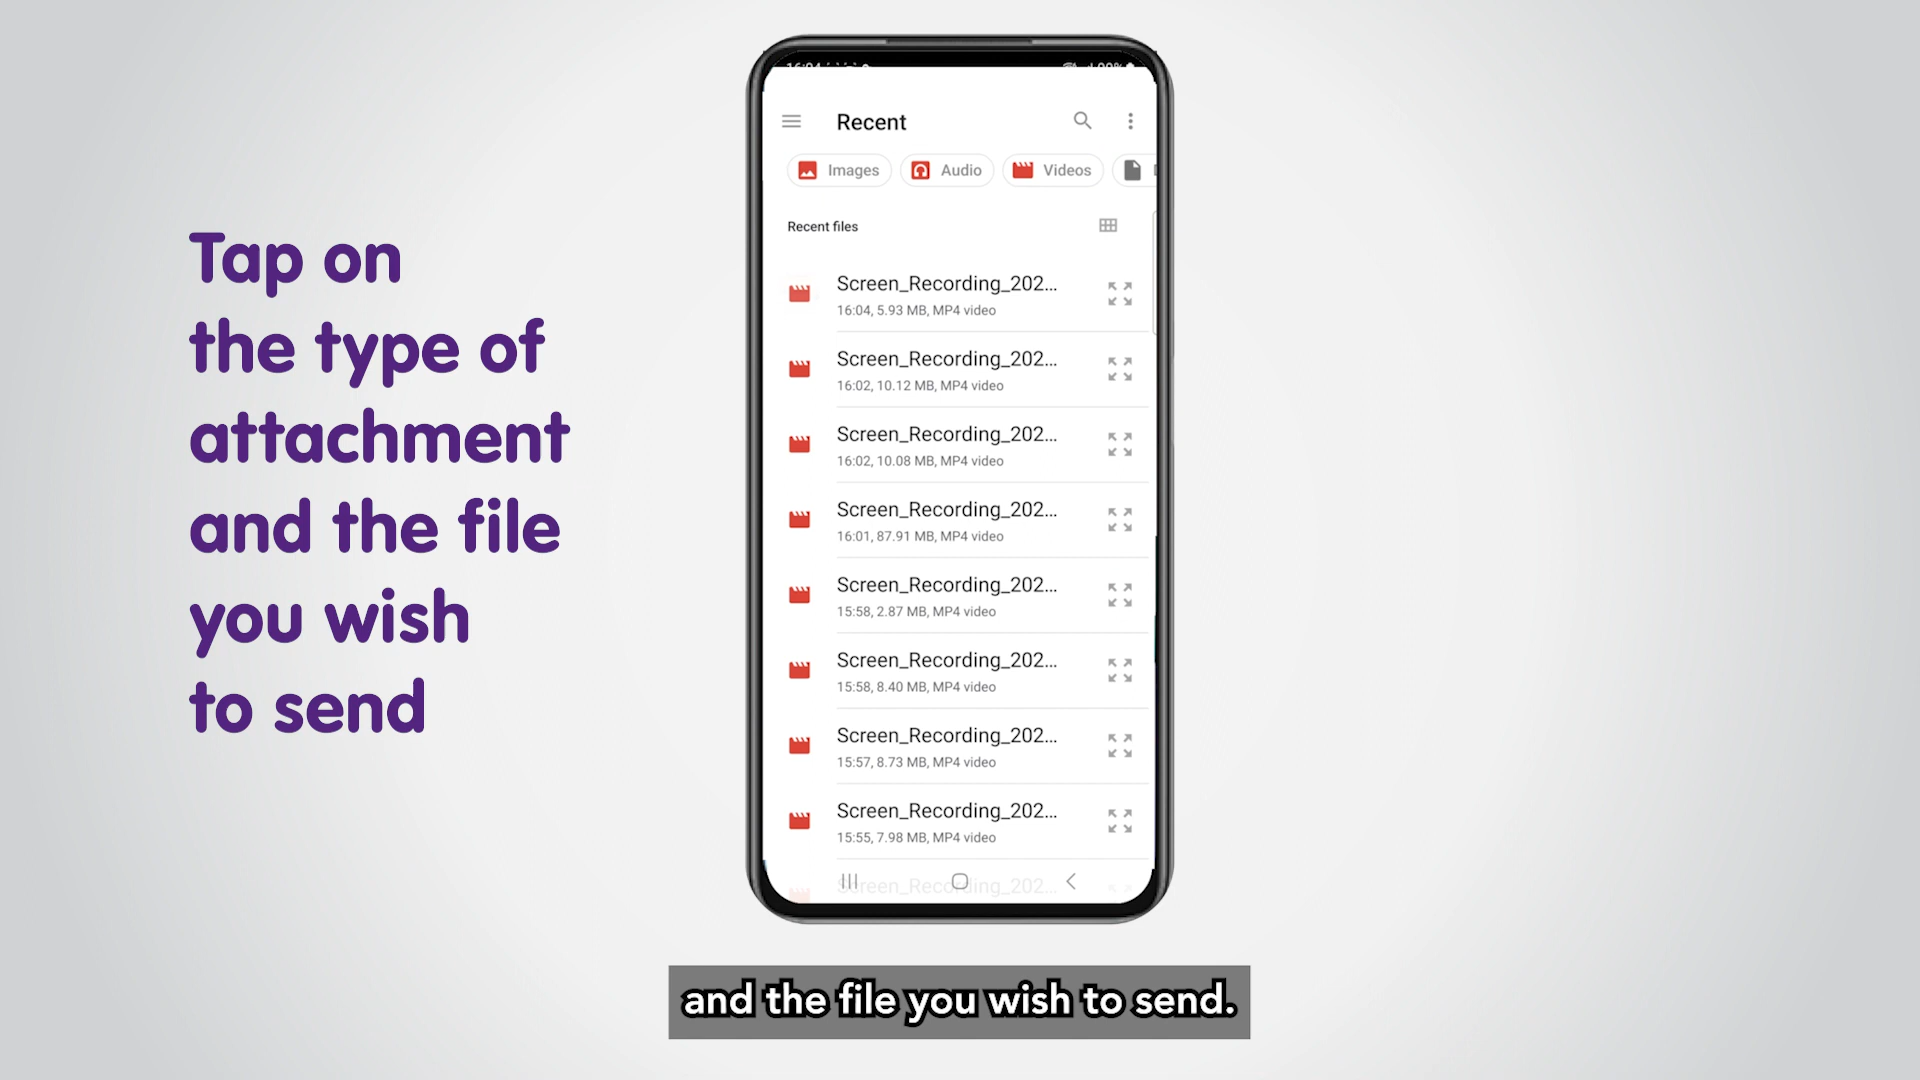 Tap on
the type of
attachment
and the file
you wish
to send
Recent
Images Audio Videos
Recent files
Screen_Recording_202...
16:04, 5.93 MB, MP4 video
Screen_Recording_202...
16:02, 10.12 MB, MP4 video
Screen_Recording_202...
16:02, 10.08 MB, MP4 video
Screen_Recording_202...
16:01, 87.91 MB, MP4 video
Screen_Recording_202...
15:58, 2.87 MB, MP4 video
Screen_Recording_202...
15:58, 8.40 MB, MP4 video
Screen_Recording_202...
15:57, 8.73 MB, MP4 video
Screen_Recording_202...
15:55, 7.98 MB, MP4 video
Screen_Recording_202...
and the file you wish to send.